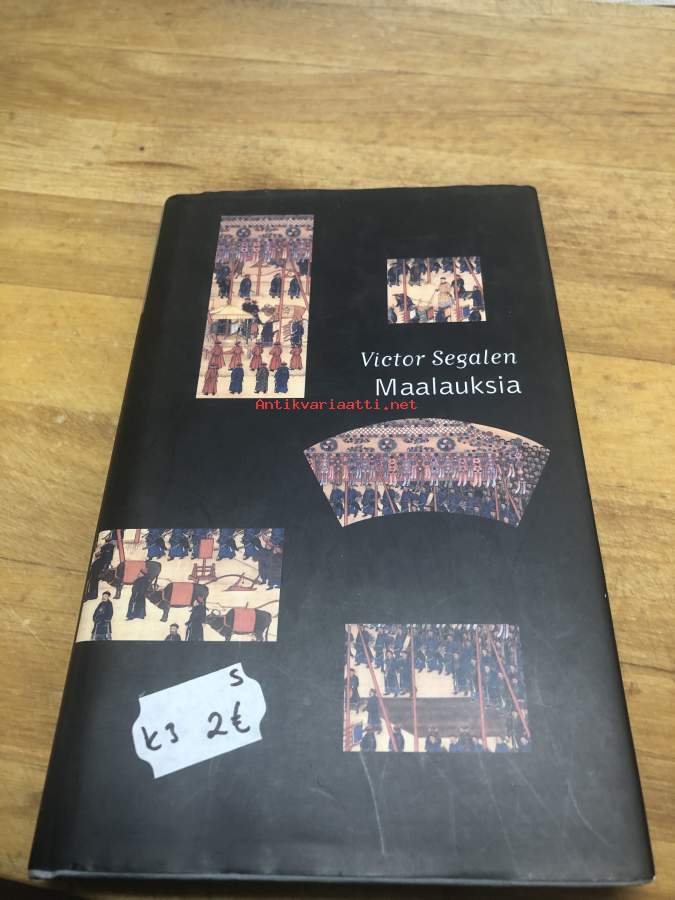 Victor Segalen
Maalauksia
Antikvariaatti.net
S
K3 2€